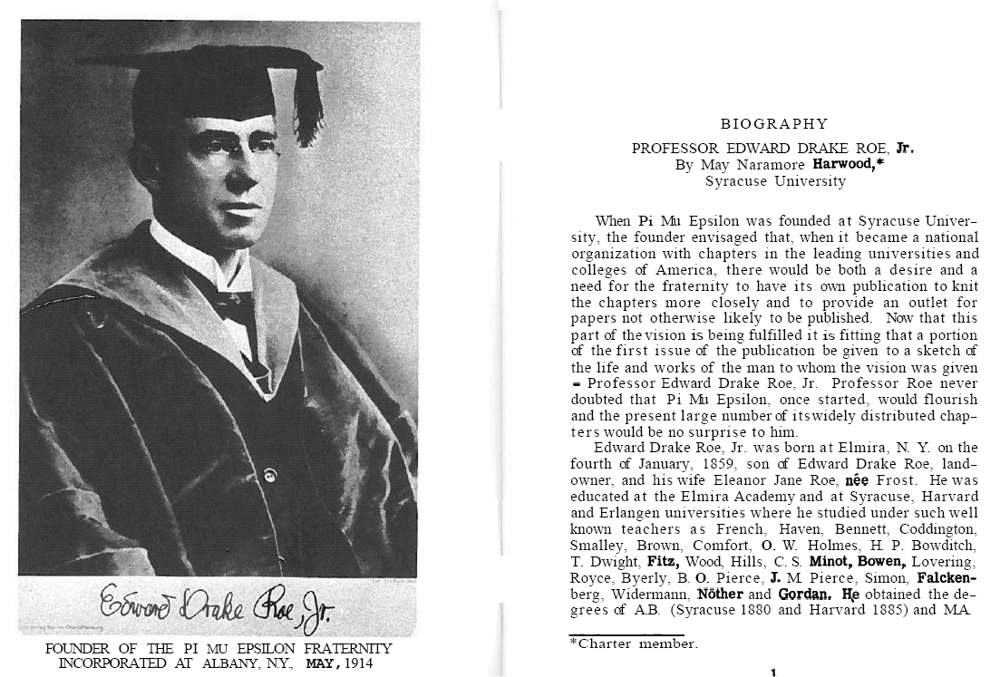 Edward Drake Roe, Jr.
FOUNDER OF THE PI MU EPSILON FRATERNITY
INCORPORATED AT ALBANY, N.Y., MAY, 1914
BIOGRAPHY
PROFESSOR EDWARD DRAKE ROE, Jr.
By May Naramore Harwood,*
Syracuse University
When Pi Mu Epsilon was founded at Syracuse Univer-
sity, the founder envisaged that, when it became a national
organization with chapters in the leading universities and
colleges of America, there would be both a desire and a
need for the fraternity to have its own publication to knit
the chapters more closely and to provide an outlet for
papers not otherwise likely to be published. Now that this
part of the vision is being fulfilled it is fitting that a portion
of the first issue of the publication be given to a sketch of
the life and works of the man to whom the vision was given
- Professor Edward Drake Roe, Jr. Professor Roe never
doubted that Pi Mu Epsilon, once started, would flourish
and the present large number of its widely distributed chap-
ters would be no surprise to him.
Edward Drake Roe, Jr. was born at Elmira, N. Y. on the
fourth of January, 1859, son of Edward Drake Roe, land-
owner, and his wife Eleanor Jane Roe, née Frost. He was
educated at the Elmira Academy and at Syracuse, Harvard
and Erlangen universities where he studied under such well
known teachers as French, Haven, Bennett, Coddington,
Smalley, Brown, Comfort, O. W. Holmes, H. P. Bowditch,
T. Dwight, Fitz, Wood, Hills, C. S. Minot, Bowen, Lovering,
Royce, Byerly, B. O. Pierce, J. M. Pierce, Simon, Falcken-
berg, Widermann, Nöther and Gordan. He obtained the de-
grees of A.B. (Syracuse 1880 and Harvard 1885) and MA.
*Charter member.
1